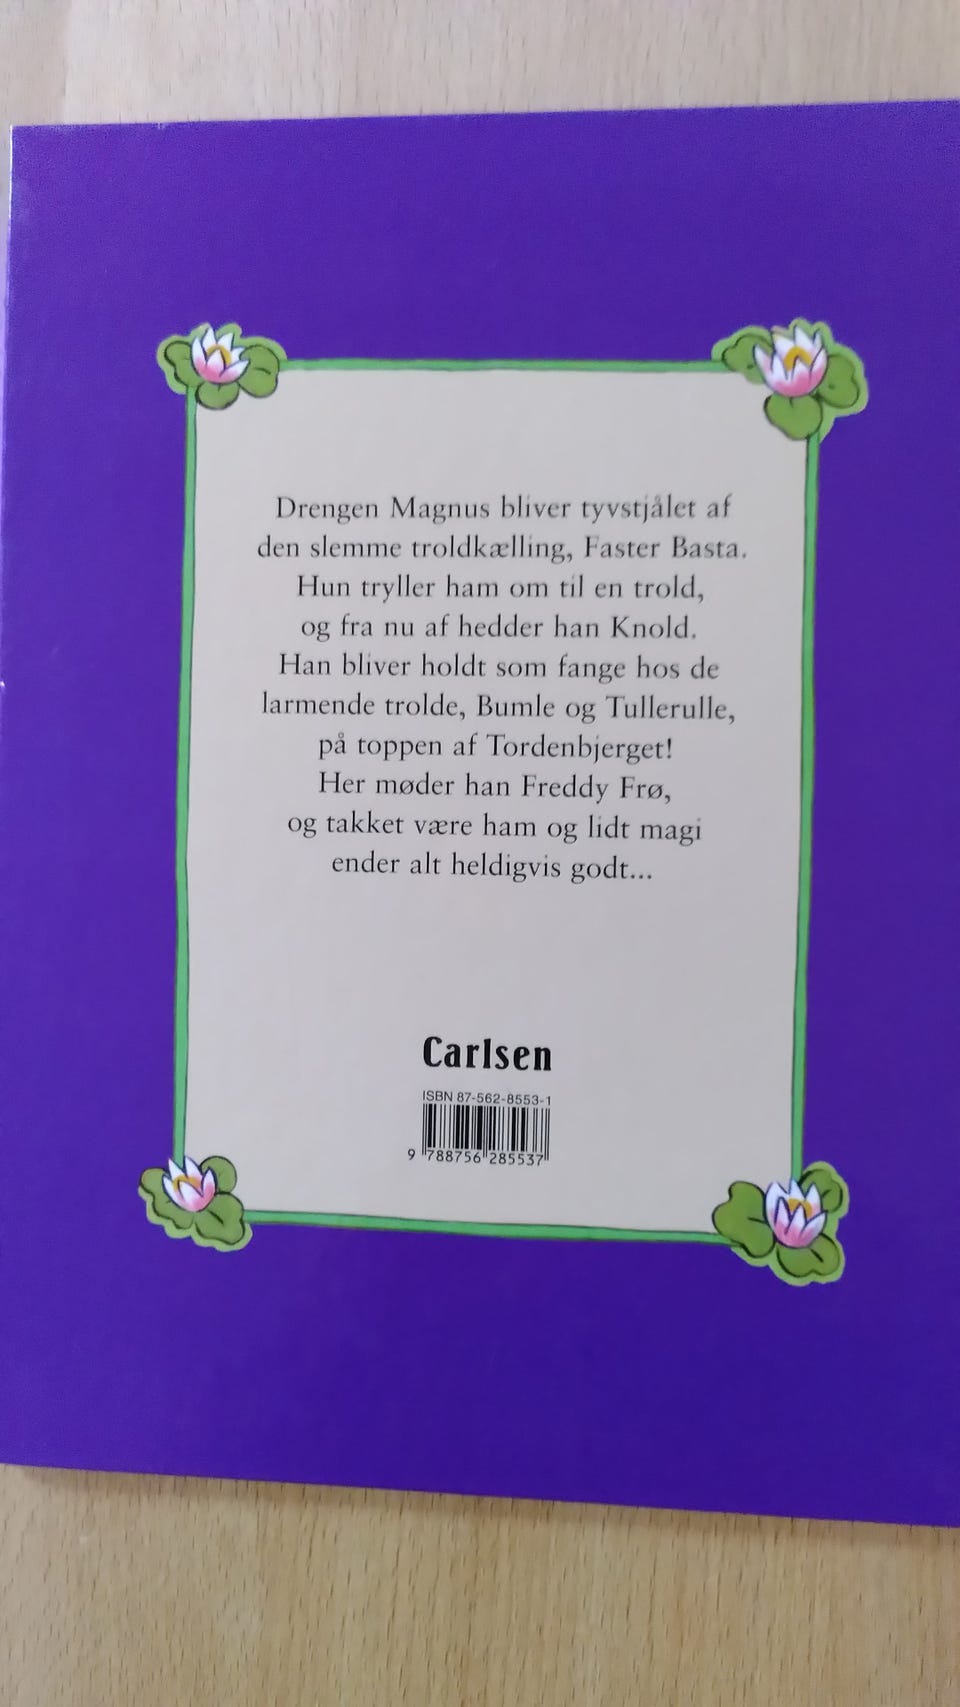 Drengen Magnus bliver tyvstjålet af
den slemme troldkælling, Faster Basta.
Hun tryller ham om til en trold,
og fra nu af hedder han Knold.
Han bliver holdt som fange hos de
larmende trolde, Bumle og Tullerulle,
på toppen af Tordenbjerget!
Her møder han Freddy Frø,
og takket være ham og lidt magi
ender alt heldigvis godt...
Carlsen
ISBN 87-562-8553-1
9 788756 285537